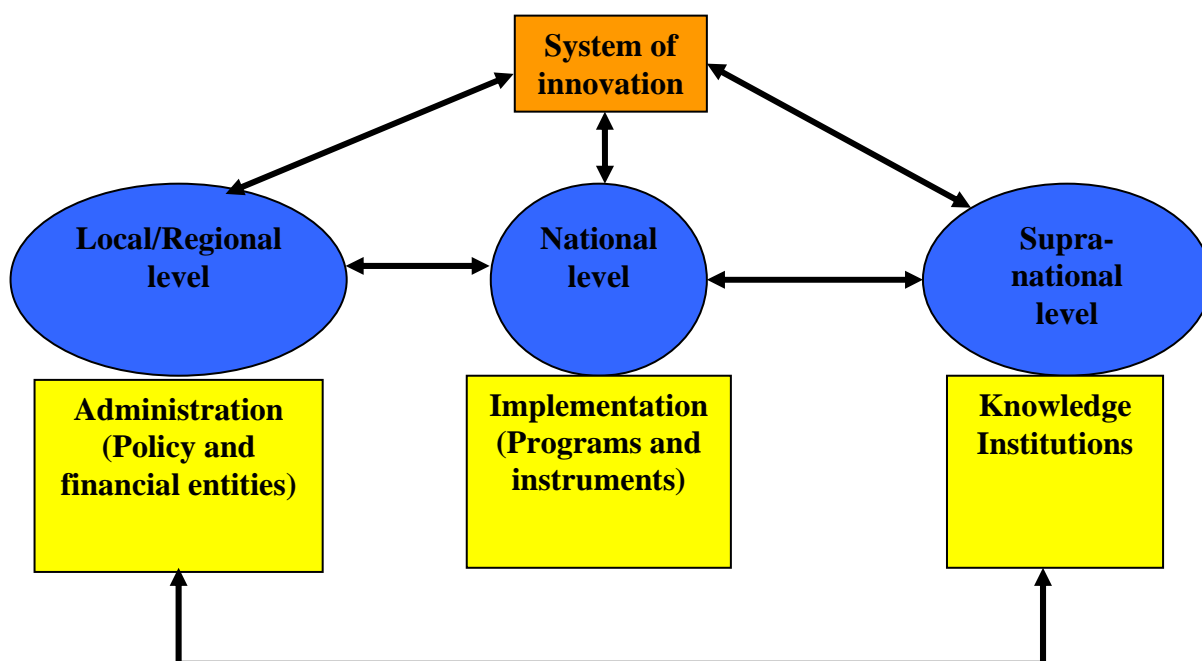 System of
innovation
Local/Regional
level
National
level
Supra-
national
level
Administration
(Policy and
financial entities)
Implementation
(Programs and
instruments)
Knowledge
Institutions